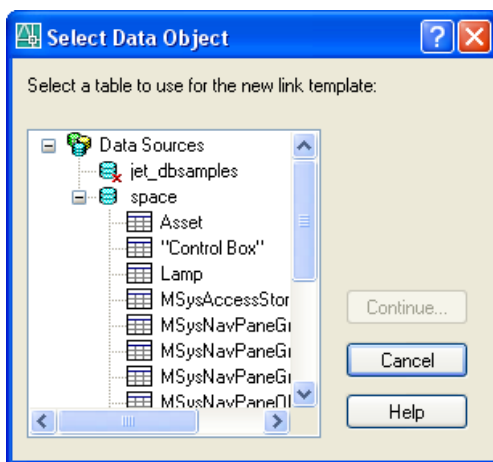 Select Data Object
Select a table to use for the new link template:
Data Sources
jet_dbsamples
space
Asset
"Control Box"
Lamp
MSysAccessStor
MSysNavPaneGr
MSysNavPaneGr
MSysNavPaneGr
MSysNavPaneOl
Continue...
Cancel
Help